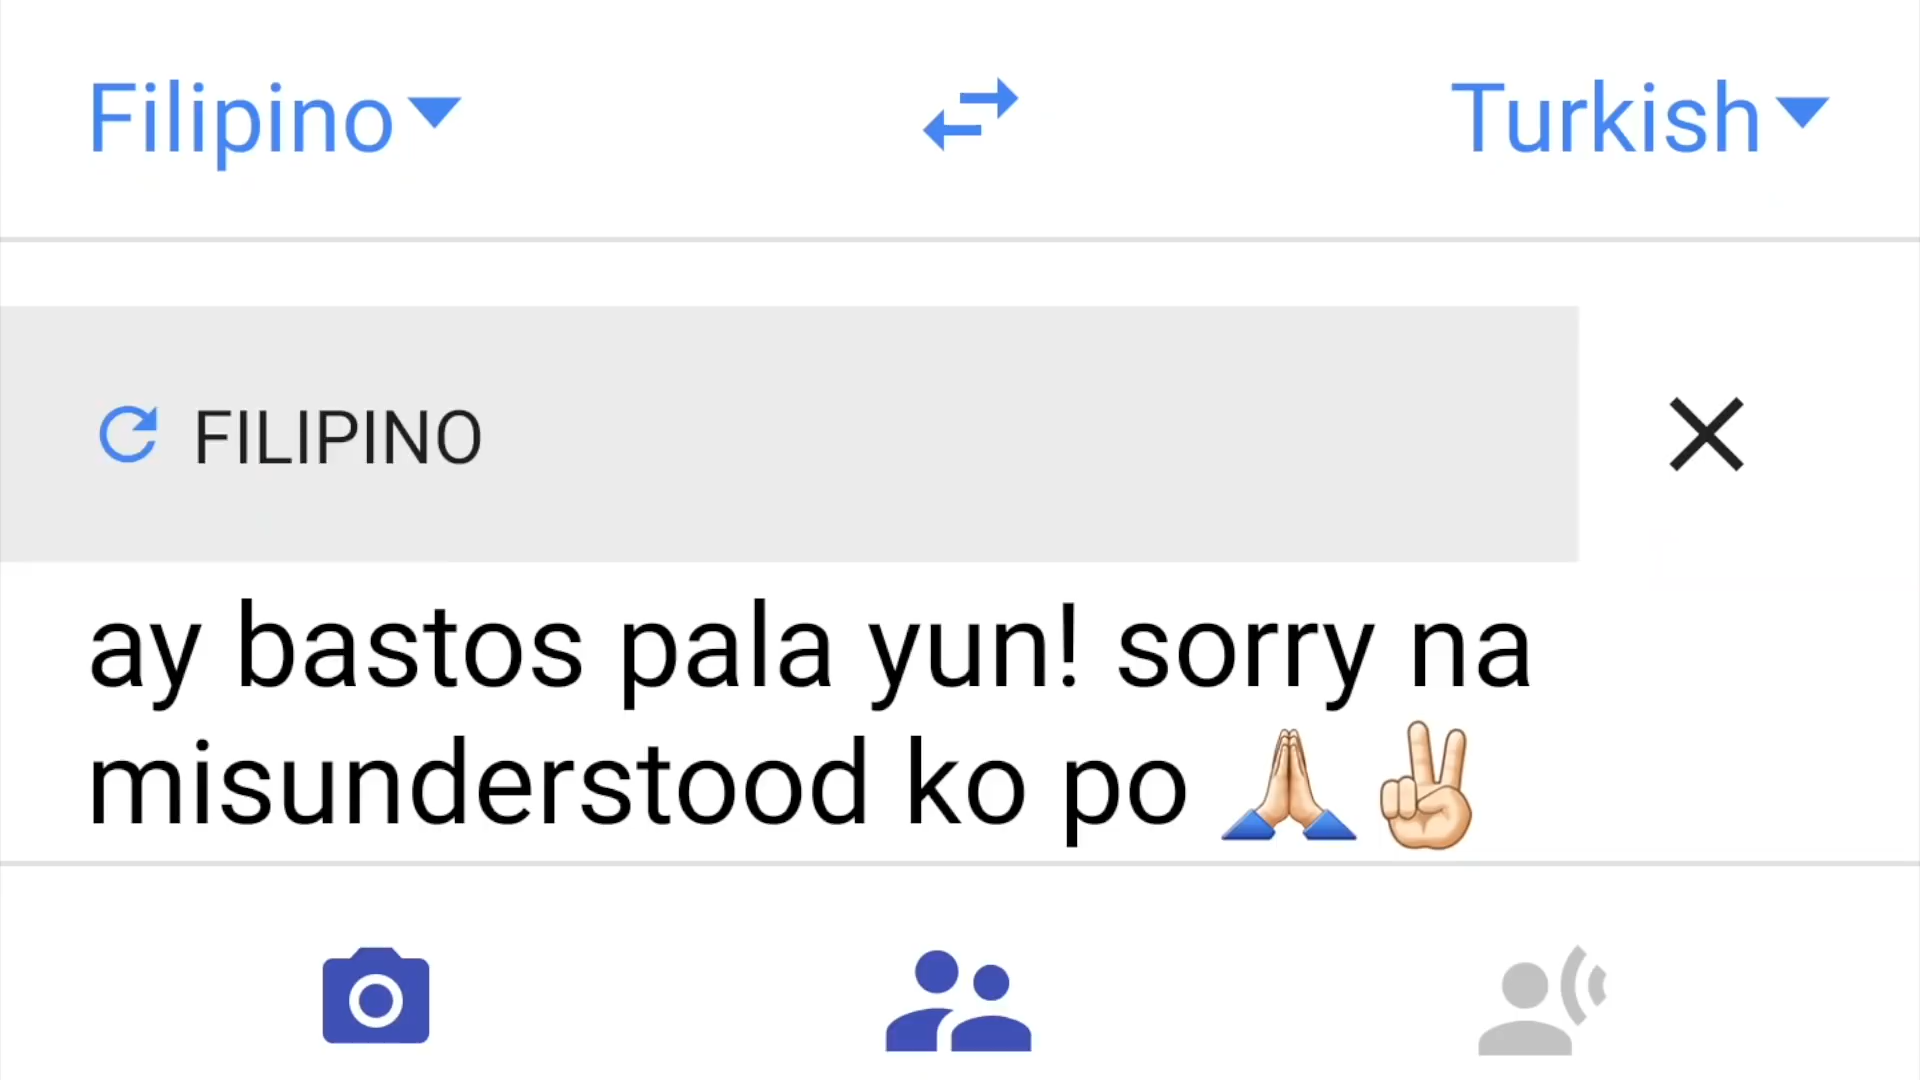 Filipino Turkish
FILIPINO
ay bastos pala yun! sorry na
misunderstood ko po 🙏🏻✌🏻